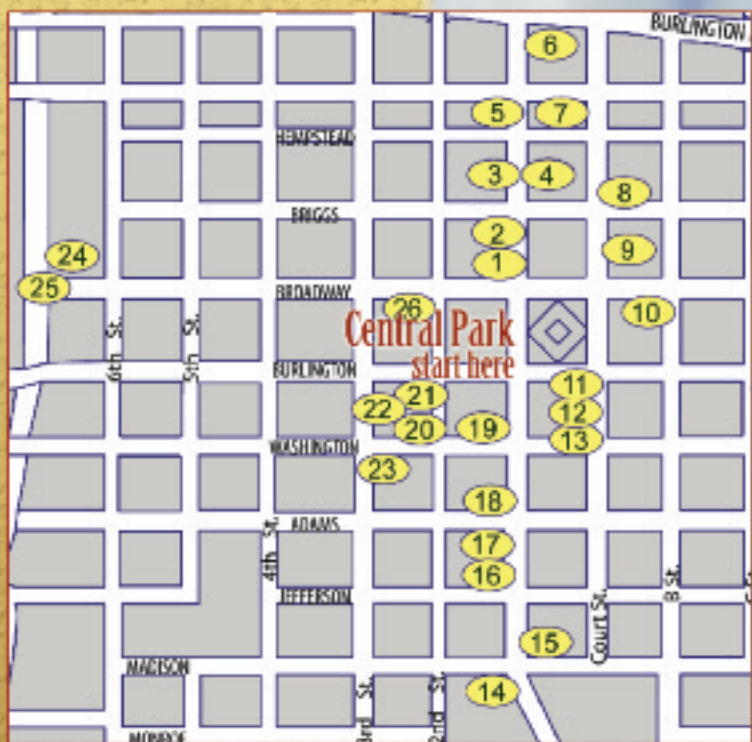 BURLINGTON
6
5
7
HEMPSTEAD
3
4
8
BRIGGS
2
9
1
24
25
BROADWAY
26
10
Central Park
start here
6th St.
5th St.
BURLINGTON
11
21
22
12
20
19
13
WASHINGTON
23
18
ADAMS
4th St.
17
16
JEFFERSON
B St.
Court St.
15
MADISON
14
3rd St.
2nd St.
MONROE